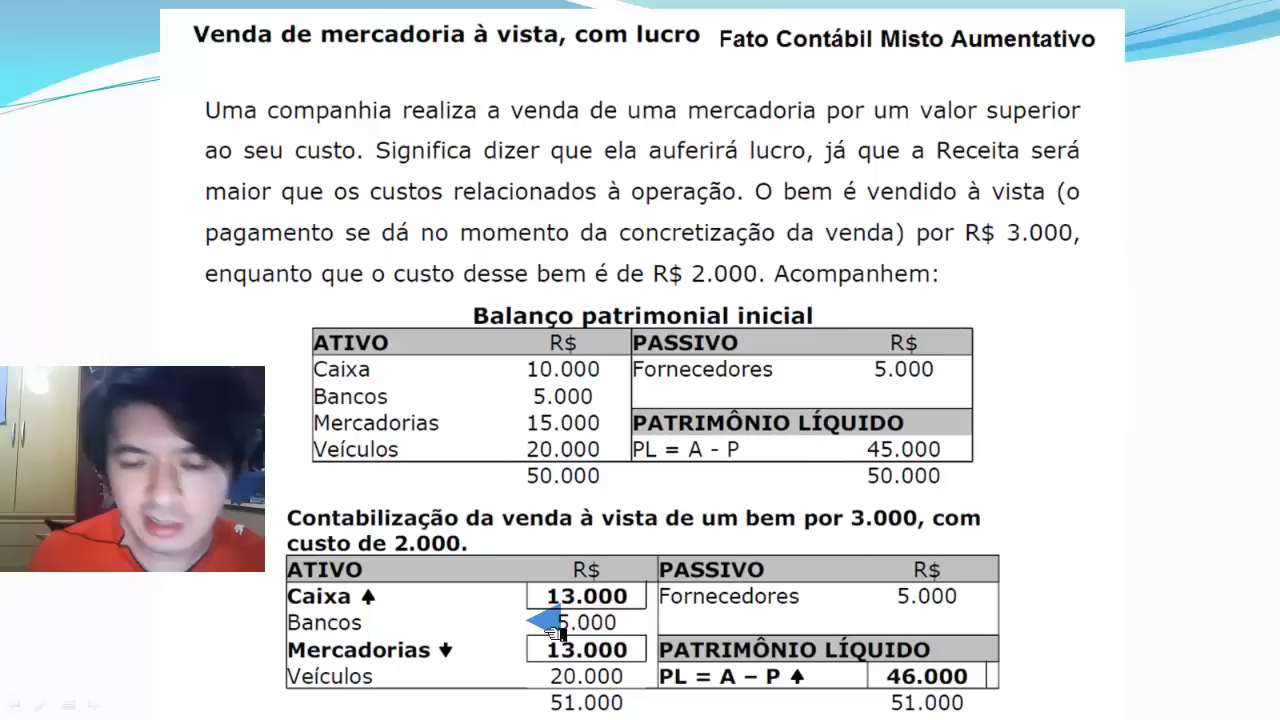 Venda de mercadoria à vista, com lucro Fato Contábil Misto Aumentativo
Uma companhia realiza a venda de uma mercadoria por um valor superior
ao seu custo. Significa dizer que ela auferirá lucro, já que a Receita será
maior que os custos relacionados à operação. O bem é vendido à vista (o
pagamento se dá no momento da concretização da venda) por R$ 3.000,
enquanto que o custo desse bem é de R$ 2.000. Acompanhem:
Balanço patrimonial inicial
ATIVO R$ PASSIVO R$
Caixa 10.000 Fornecedores 5.000
Bancos 5.000
Mercadorias 15.000 PATRIMÔNIO LÍQUIDO
Veículos 20.000 PL = A - P 45.000
50.000 50.000
Contabilização da venda à vista de um bem por 3.000, com
custo de 2.000.
ATIVO R$ PASSIVO R$
Caixa ↑ 13.000 Fornecedores 5.000
Bancos 5.000
Mercadorias ↓ 13.000 PATRIMÔNIO LÍQUIDO
Veículos 20.000 PL = A – P ↑ 46.000
51.000 51.000